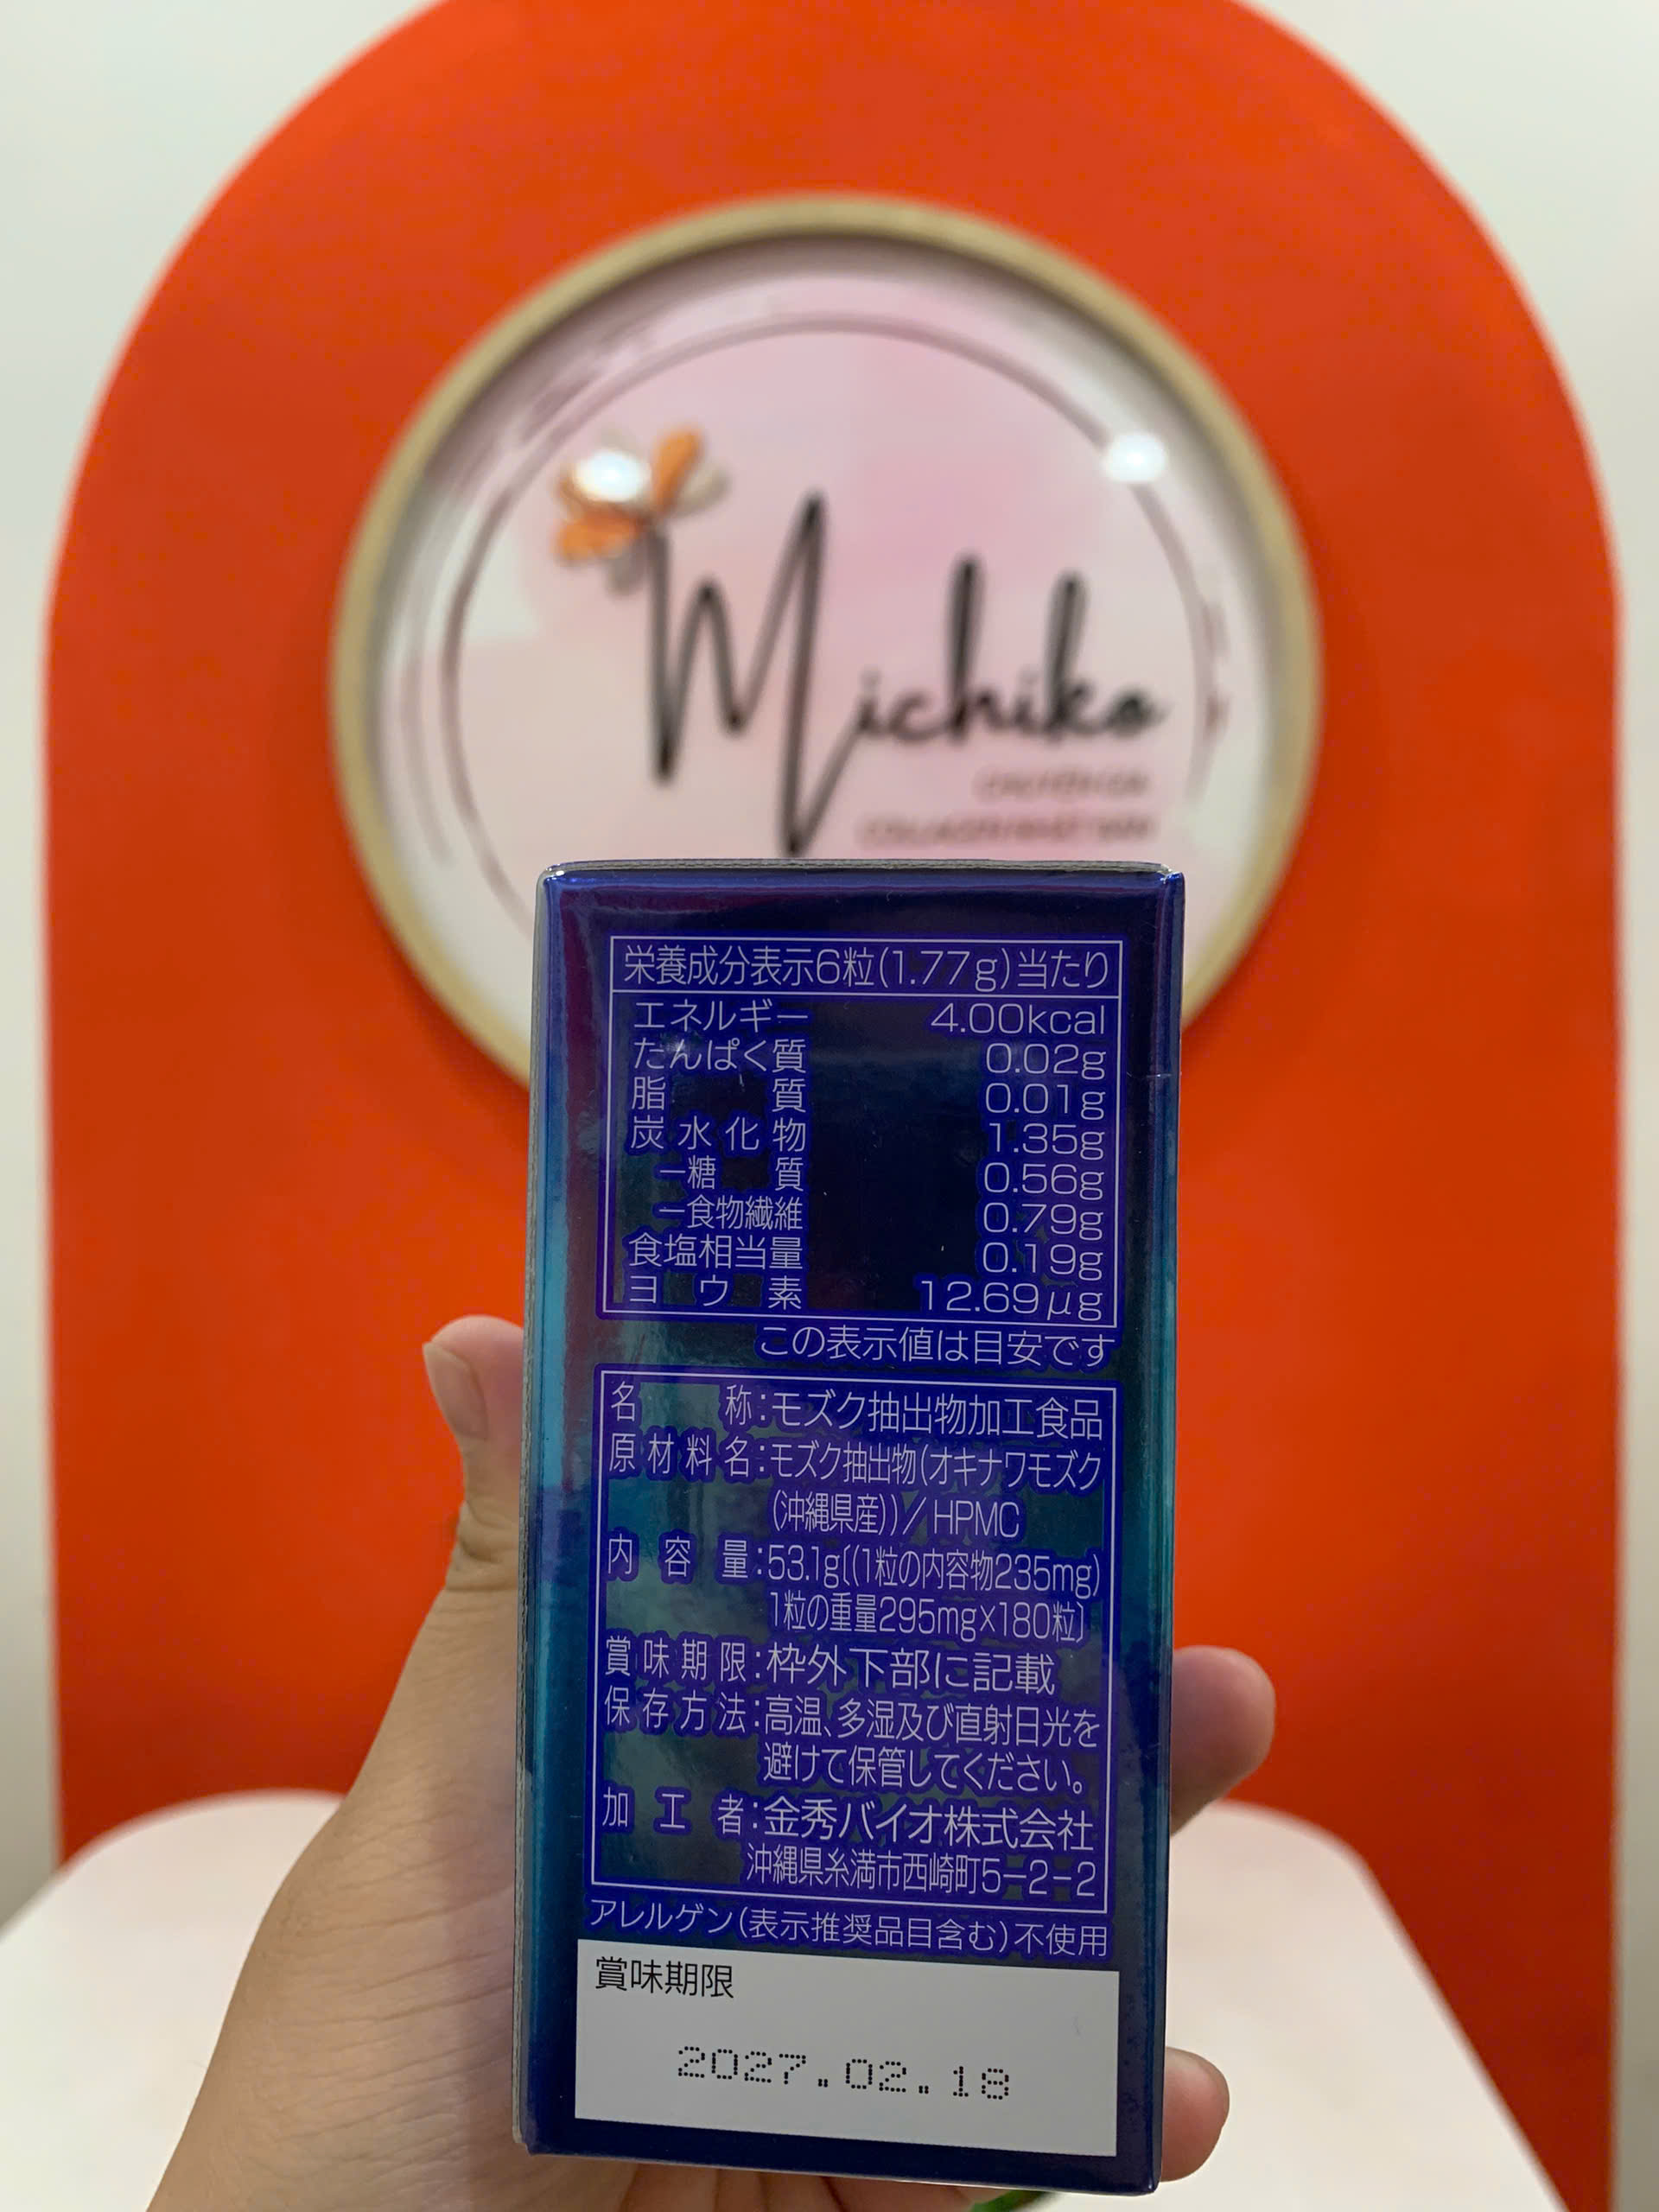 Michiko
CHUYÊN GIA
COLLAGEN NHẬT BẢN
栄養成分表示6粒(1.77g)当たり
エネルギー 4.00kcal
たんぱく質 0.02g
脂質 0.01g
炭水化物 1.35g
－糖質 0.56g
－食物繊維 0.79g
食塩相当量 0.19g
ヨウ素 12.69μg
この表示値は目安です
名称:モズク抽出物加工食品
原材料名:モズク抽出物(オキナワモズク
(沖縄県産))／HPMC
内容量:53.1g〔(1粒の内容物235mg)
1粒の重量295mg×180粒〕
賞味期限:枠外下部に記載
保存方法:高温、多湿及び直射日光を
避けて保管してください。
加工者:金秀バイオ株式会社
沖縄県糸満市西崎町5-2-2
アレルゲン(表示推奨品目含む)不使用
賞味期限
2027.02.18